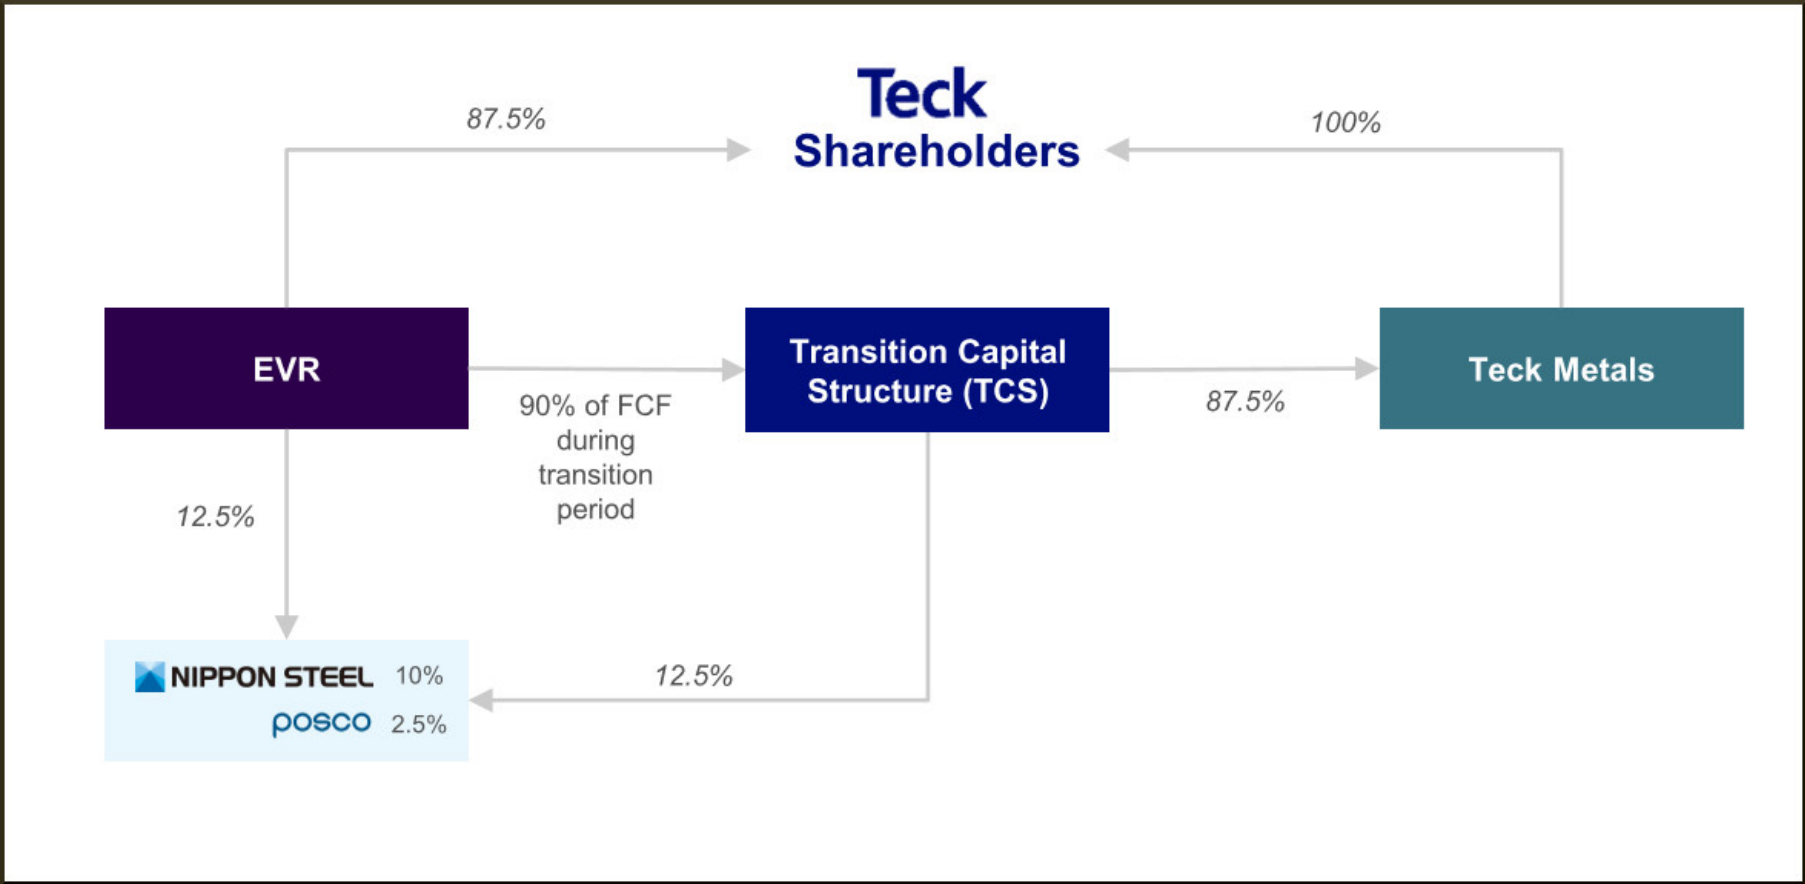 Teck
Shareholders
87.5%
100%
EVR
90% of FCF
during
transition
period
Transition Capital
Structure (TCS)
87.5%
Teck Metals
12.5%
NIPPON STEEL 10%
posco 2.5%
12.5%